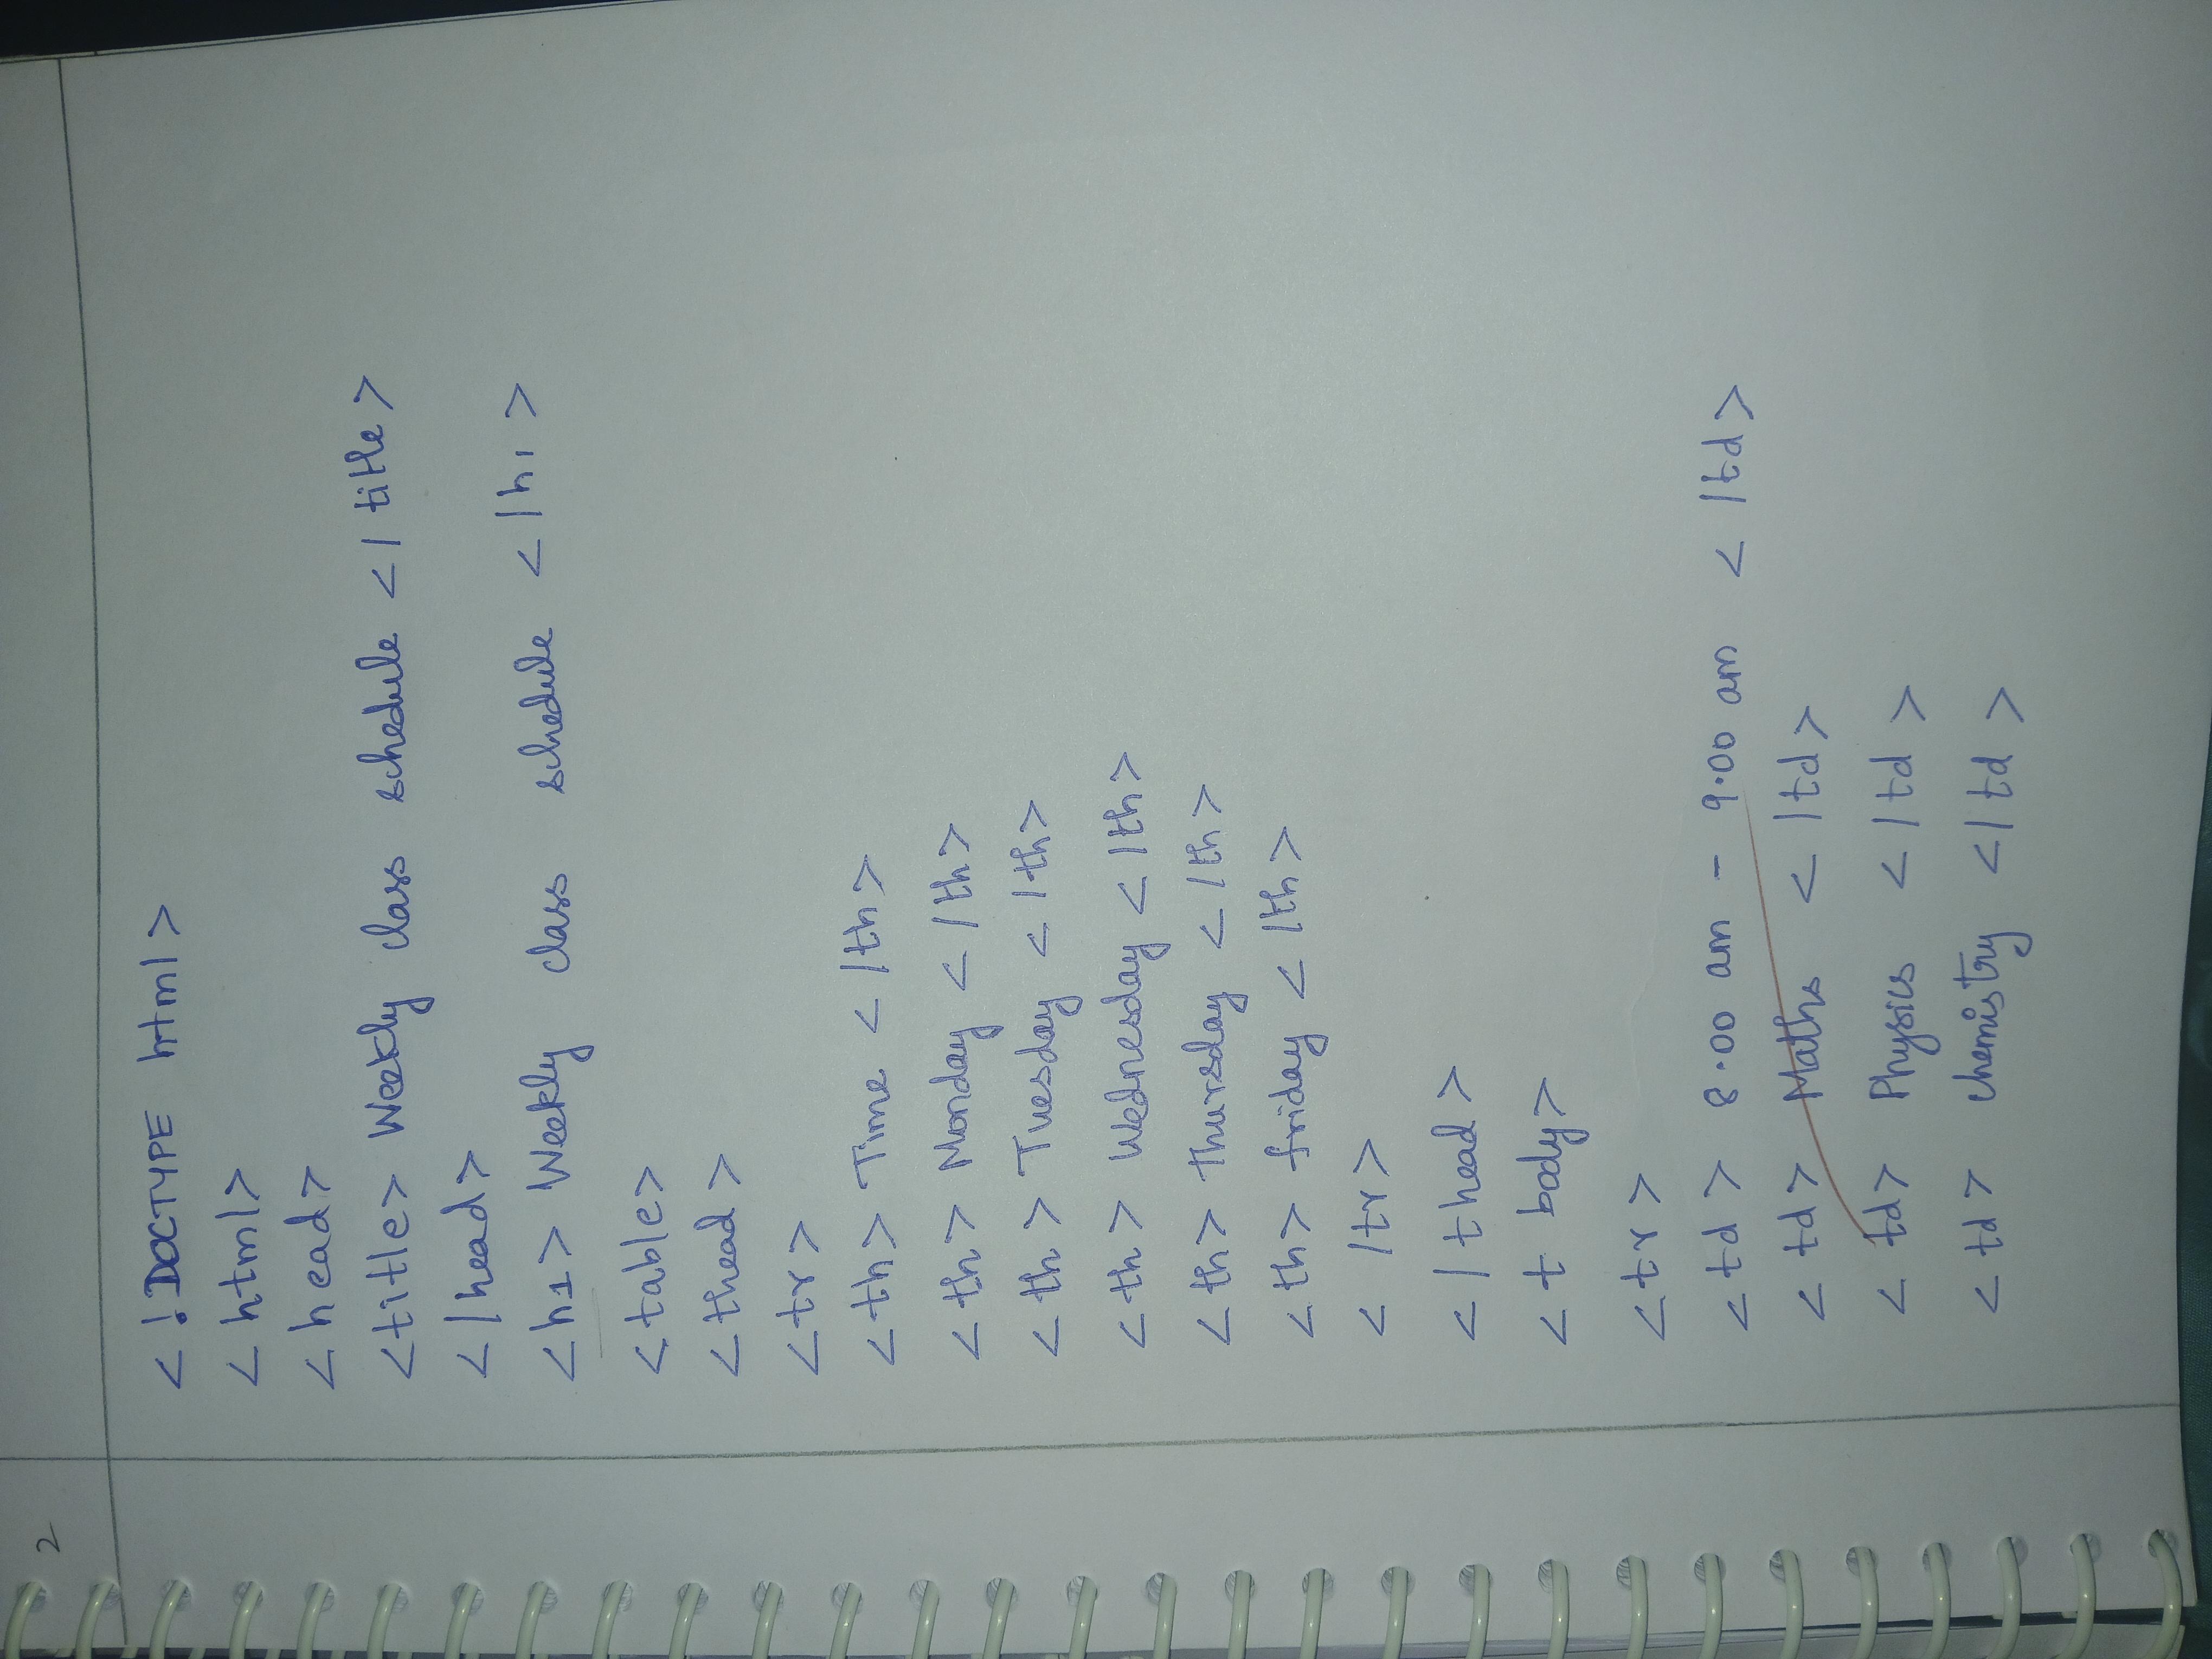 2
<!DOCTYPE html>
<html>
<head>
<title> Weekly class schedule </title>
</head>
<h1> Weekly class schedule </h1>
<table>
<thead>
<tr>
<th> Time </th>
<th> Monday </th>
<th> Tuesday </th>
<th> Wednesday </th>
<th> Thursday </th>
<th> friday </th>
</tr>
</thead>
<t body>
<tr>
<td> 8.00 am - 9.00 am </td>
<td> Maths </td>
<td> Physics </td>
<td> chemistry </td>